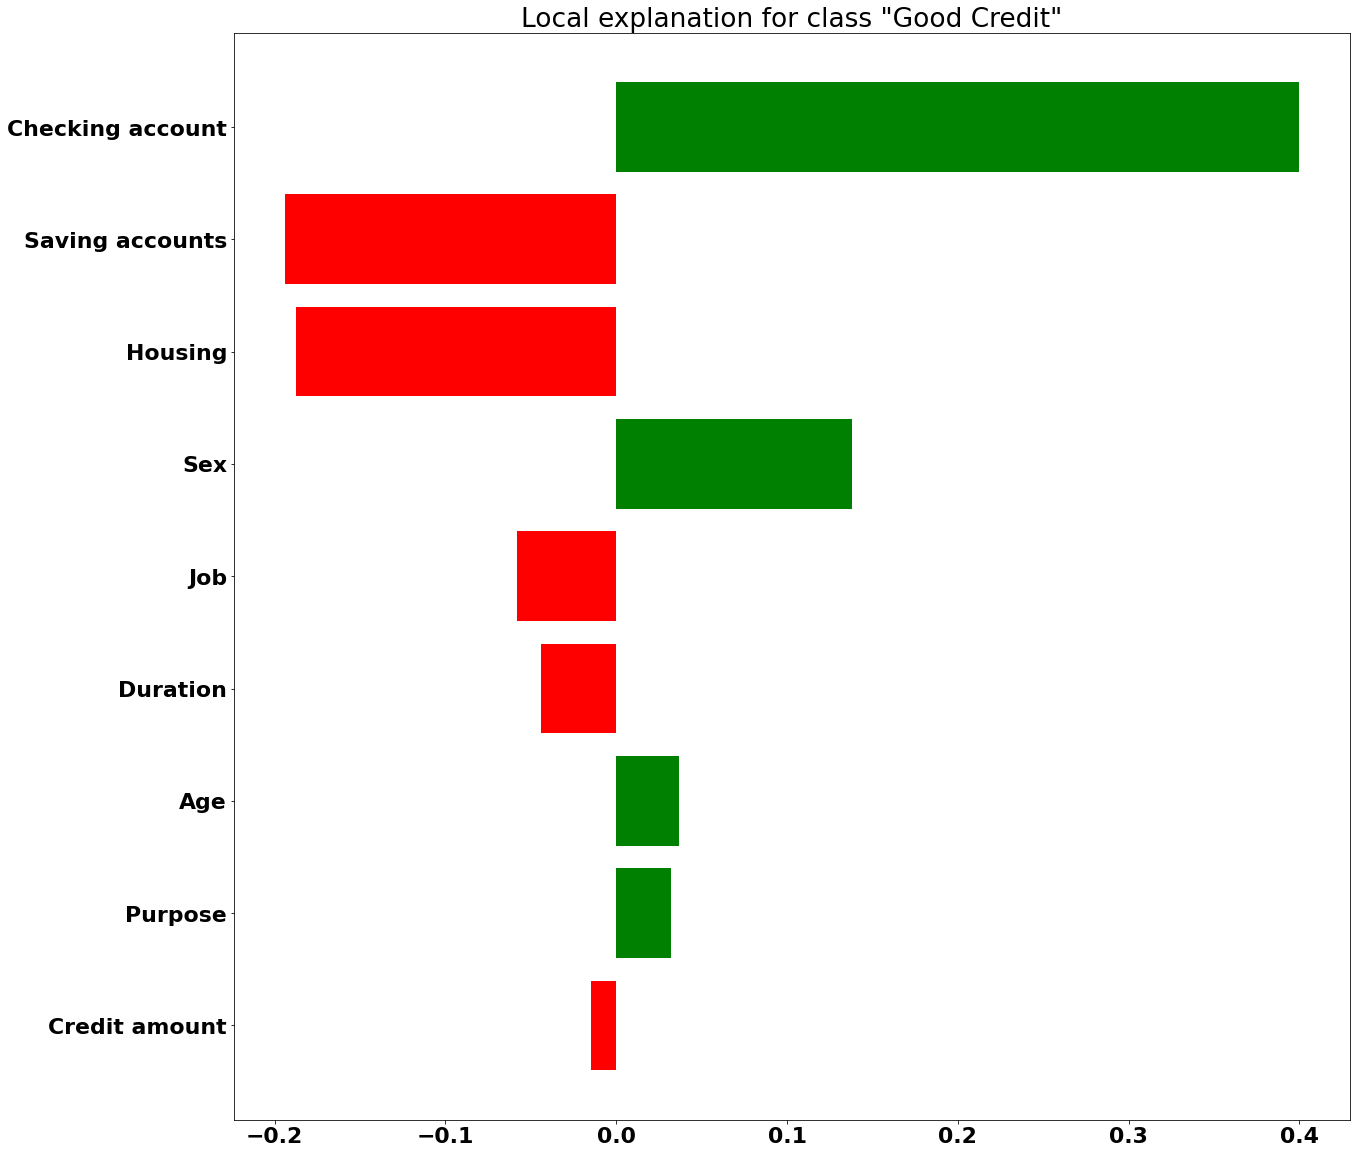 Local explanation for class "Good Credit"
Checking account
Saving accounts
Housing
Sex
Job
Duration
Age
Purpose
Credit amount
−0.2 −0.1 0.0 0.1 0.2 0.3 0.4